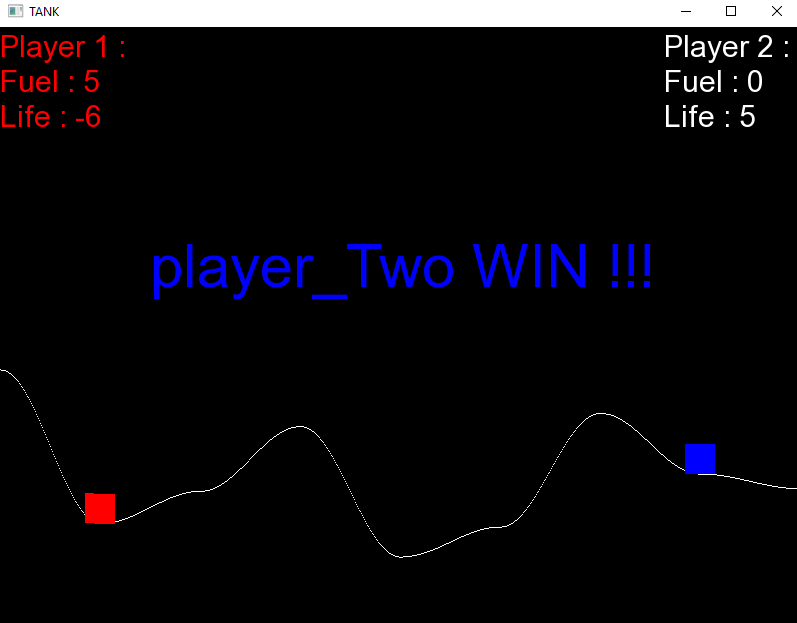 TANK
Player 1 :
Fuel : 5
Life : -6
Player 2 :
Fuel : 0
Life : 5
player_Two WIN !!!